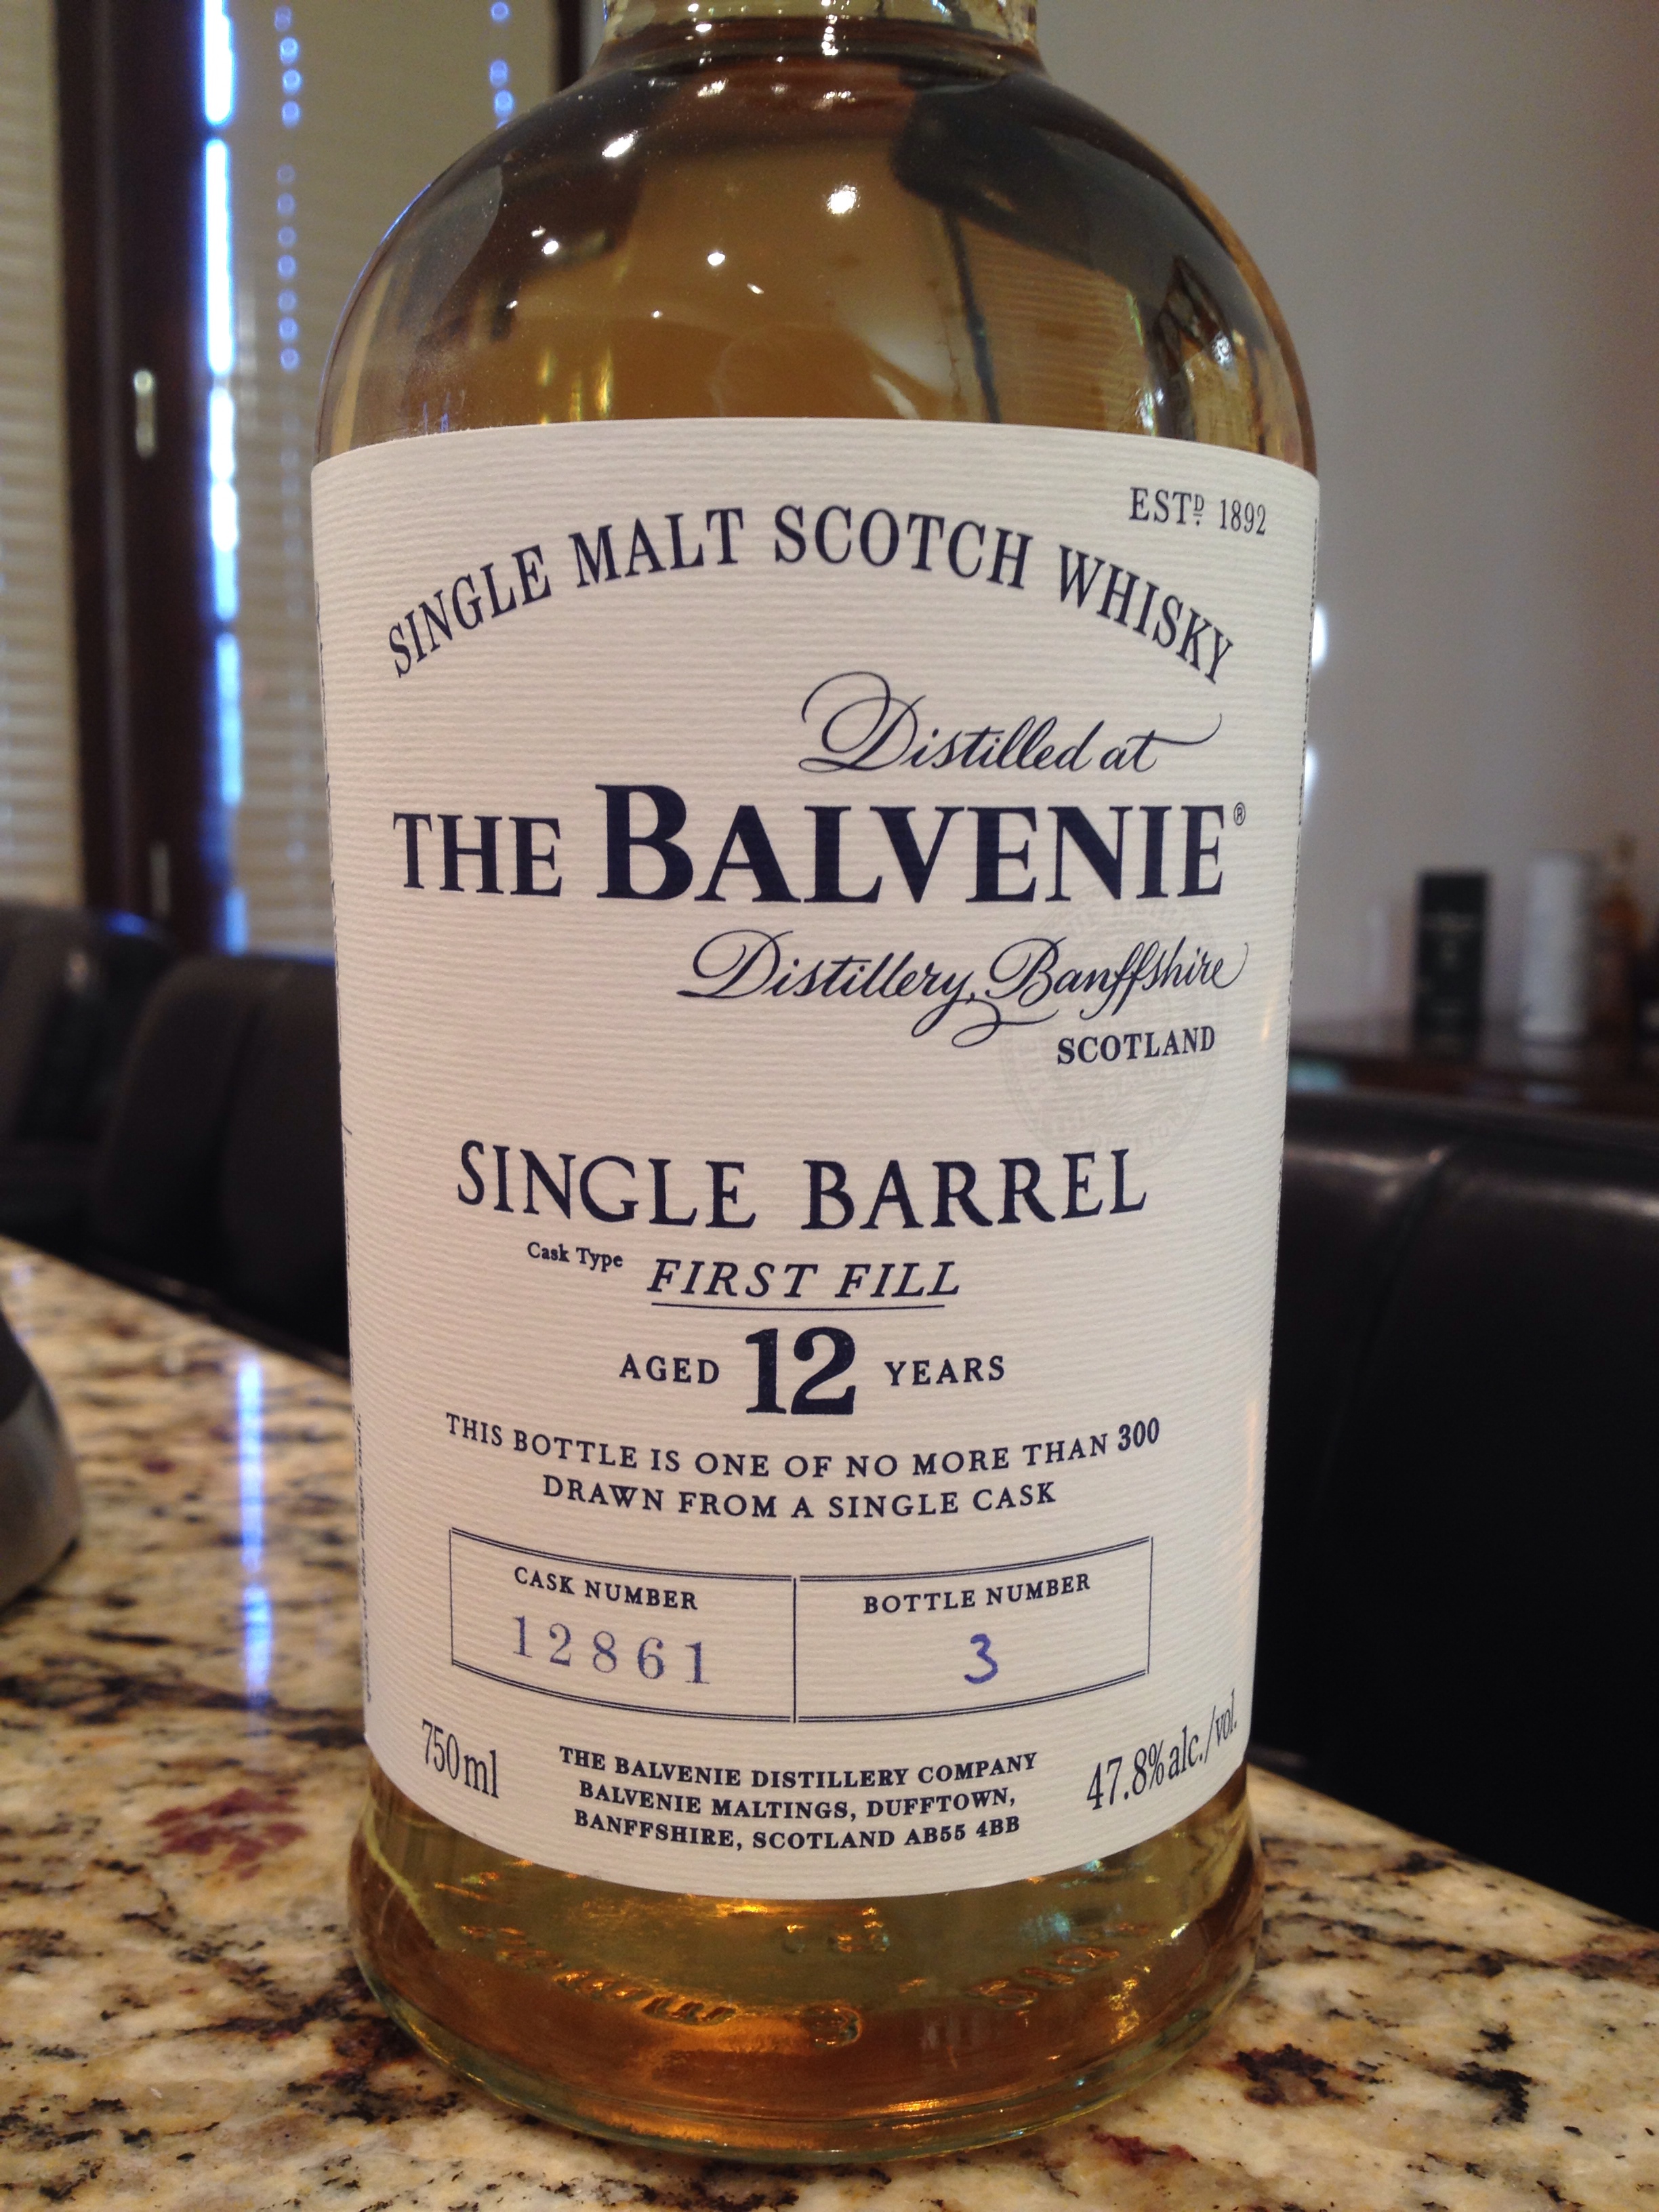 ESTD 1892
SINGLE MALT SCOTCH WHISKY
Distilled at
THE BALVENIE®
Distillery, Banffshire
SCOTLAND
SINGLE BARREL
Cask Type FIRST FILL
AGED 12 YEARS
THIS BOTTLE IS ONE OF NO MORE THAN 300
DRAWN FROM A SINGLE CASK
CASK NUMBER
12861
BOTTLE NUMBER
3
750ml
THE BALVENIE DISTILLERY COMPANY
BALVENIE MALTINGS, DUFFTOWN,
BANFFSHIRE, SCOTLAND AB55 4BB
47.8%alc./vol.